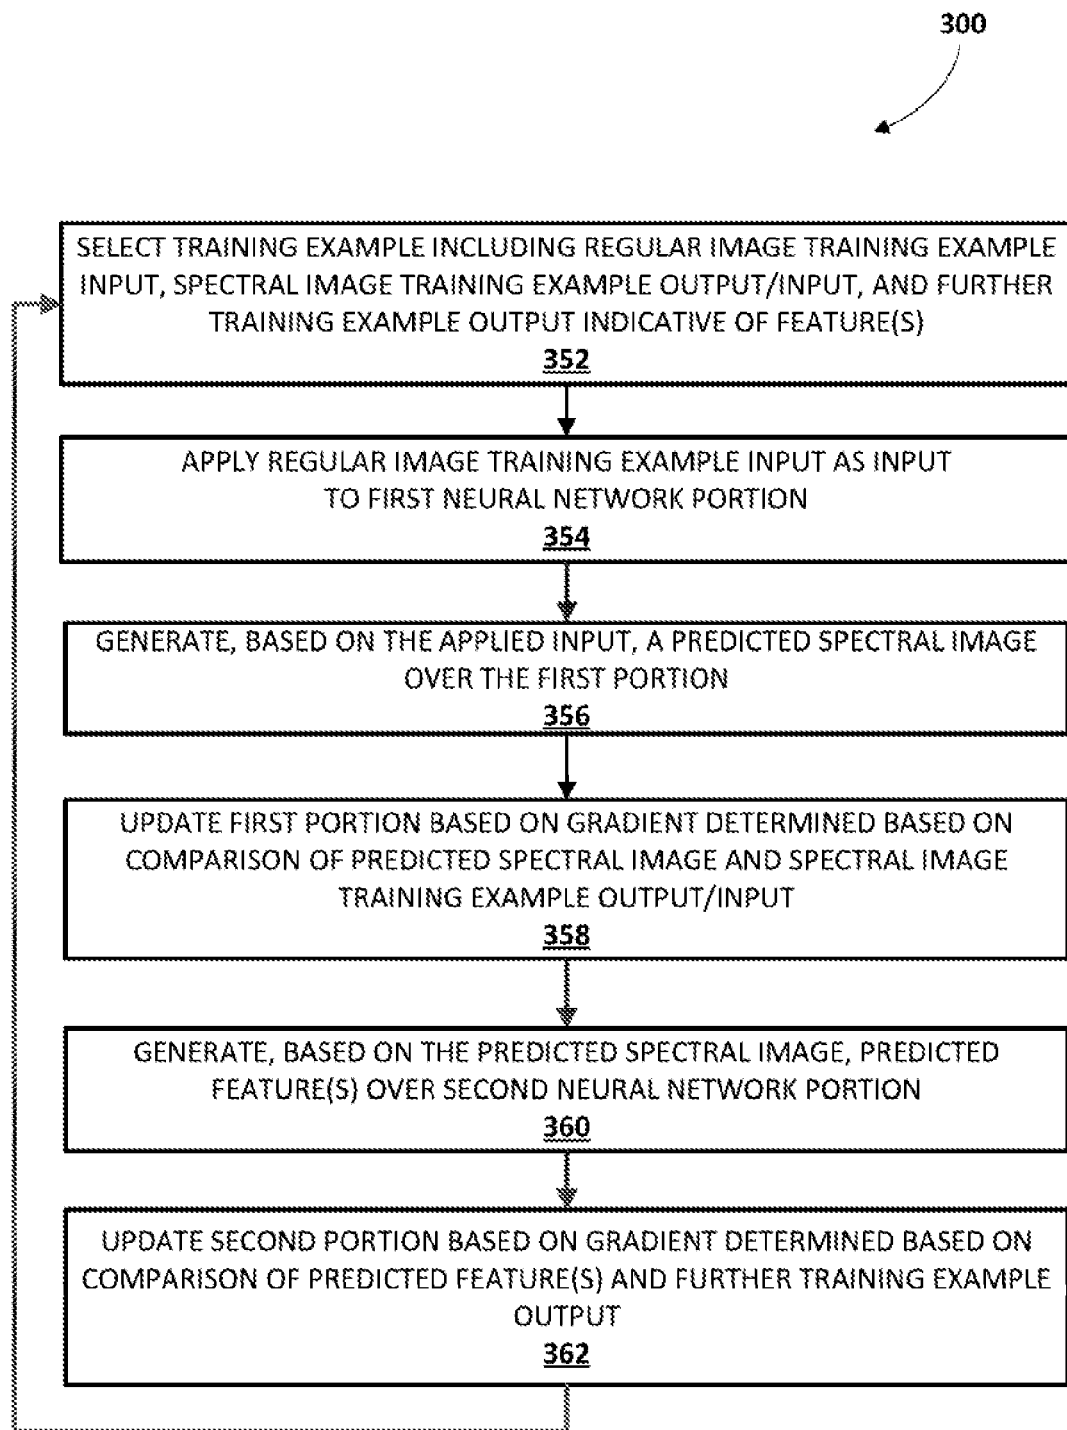 300
SELECT TRAINING EXAMPLE INCLUDING REGULAR IMAGE TRAINING EXAMPLE
INPUT, SPECTRAL IMAGE TRAINING EXAMPLE OUTPUT/INPUT, AND FURTHER
TRAINING EXAMPLE OUTPUT INDICATIVE OF FEATURE(S)
352
APPLY REGULAR IMAGE TRAINING EXAMPLE INPUT AS INPUT
TO FIRST NEURAL NETWORK PORTION
354
GENERATE, BASED ON THE APPLIED INPUT, A PREDICTED SPECTRAL IMAGE
OVER THE FIRST PORTION
356
UPDATE FIRST PORTION BASED ON GRADIENT DETERMINED BASED ON
COMPARISON OF PREDICTED SPECTRAL IMAGE AND SPECTRAL IMAGE
TRAINING EXAMPLE OUTPUT/INPUT
358
GENERATE, BASED ON THE PREDICTED SPECTRAL IMAGE, PREDICTED
FEATURE(S) OVER SECOND NEURAL NETWORK PORTION
360
UPDATE SECOND PORTION BASED ON GRADIENT DETERMINED BASED ON
COMPARISON OF PREDICTED FEATURE(S) AND FURTHER TRAINING EXAMPLE
OUTPUT
362